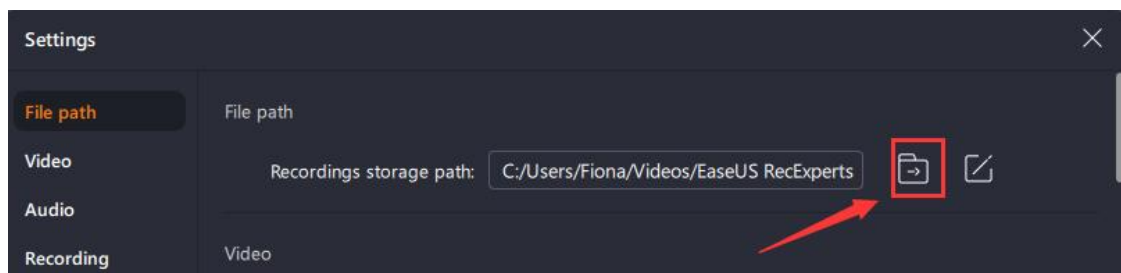 Settings
File path
Video
Audio
Recording
File path
Recordings storage path: C:/Users/Fiona/Videos/EaseUS RecExperts
Video